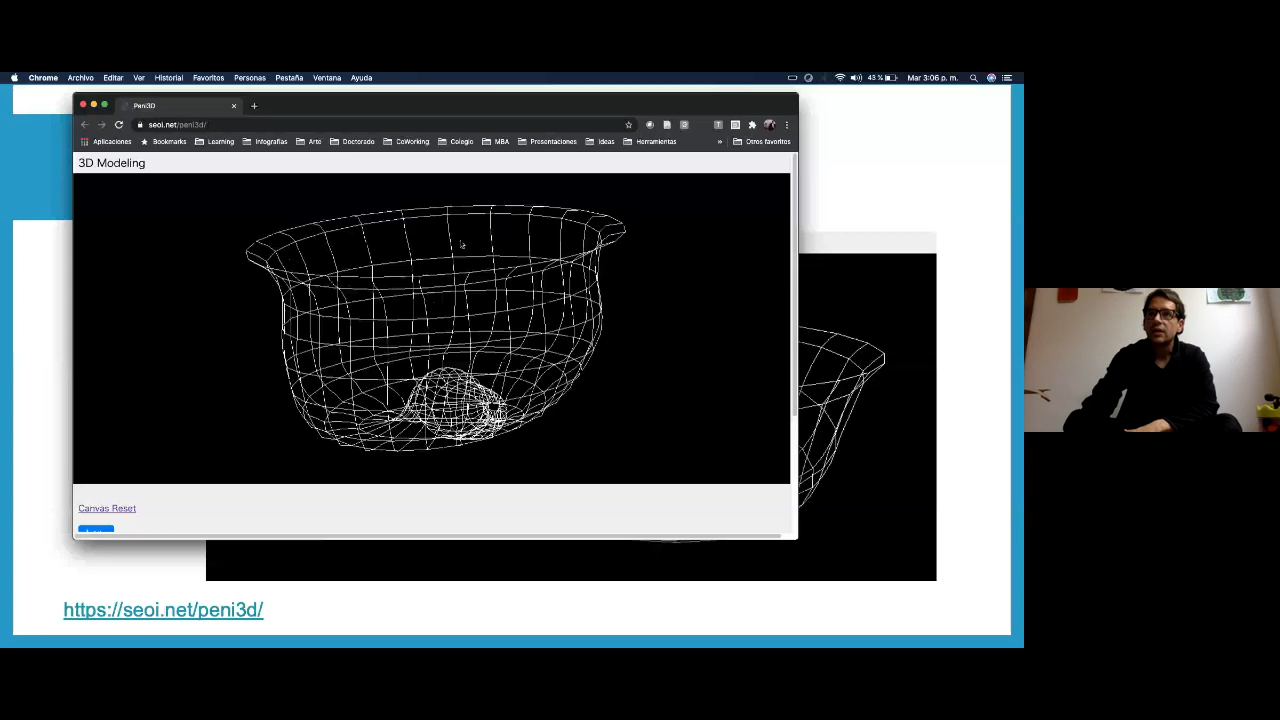 Chrome Archivo Editar Ver Historial Favoritos Personas Pestaña Ventana Ayuda 43 % Mar 3:06 p. m.
Peni3D
seoi.net/peni3d/
Aplicaciones Bookmarks Learning Infografías Arte Doctorado CoWorking Colegio MBA Presentaciones Ideas Herramientas » Otros favoritos
3D Modeling
Canvas Reset
https://seoi.net/peni3d/